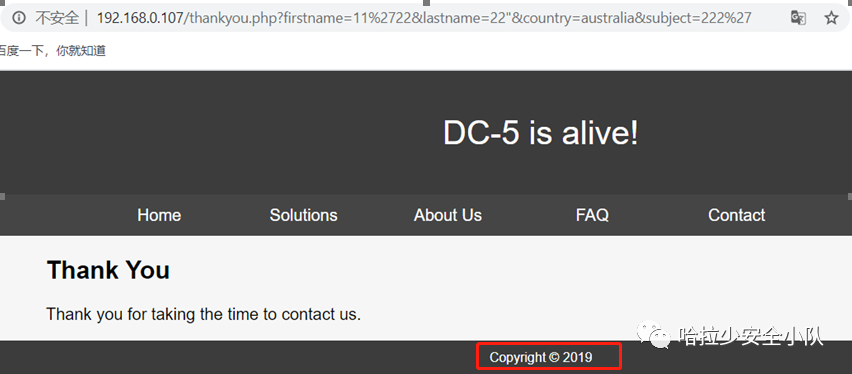 不安全 | 192.168.0.107/thankyou.php?firstname=11%2722&lastname=22"&country=australia&subject=222%27
百度一下，你就知道
DC-5 is alive!
Home Solutions About Us FAQ Contact
Thank You
Thank you for taking the time to contact us.
哈拉少安全小队
Copyright © 2019